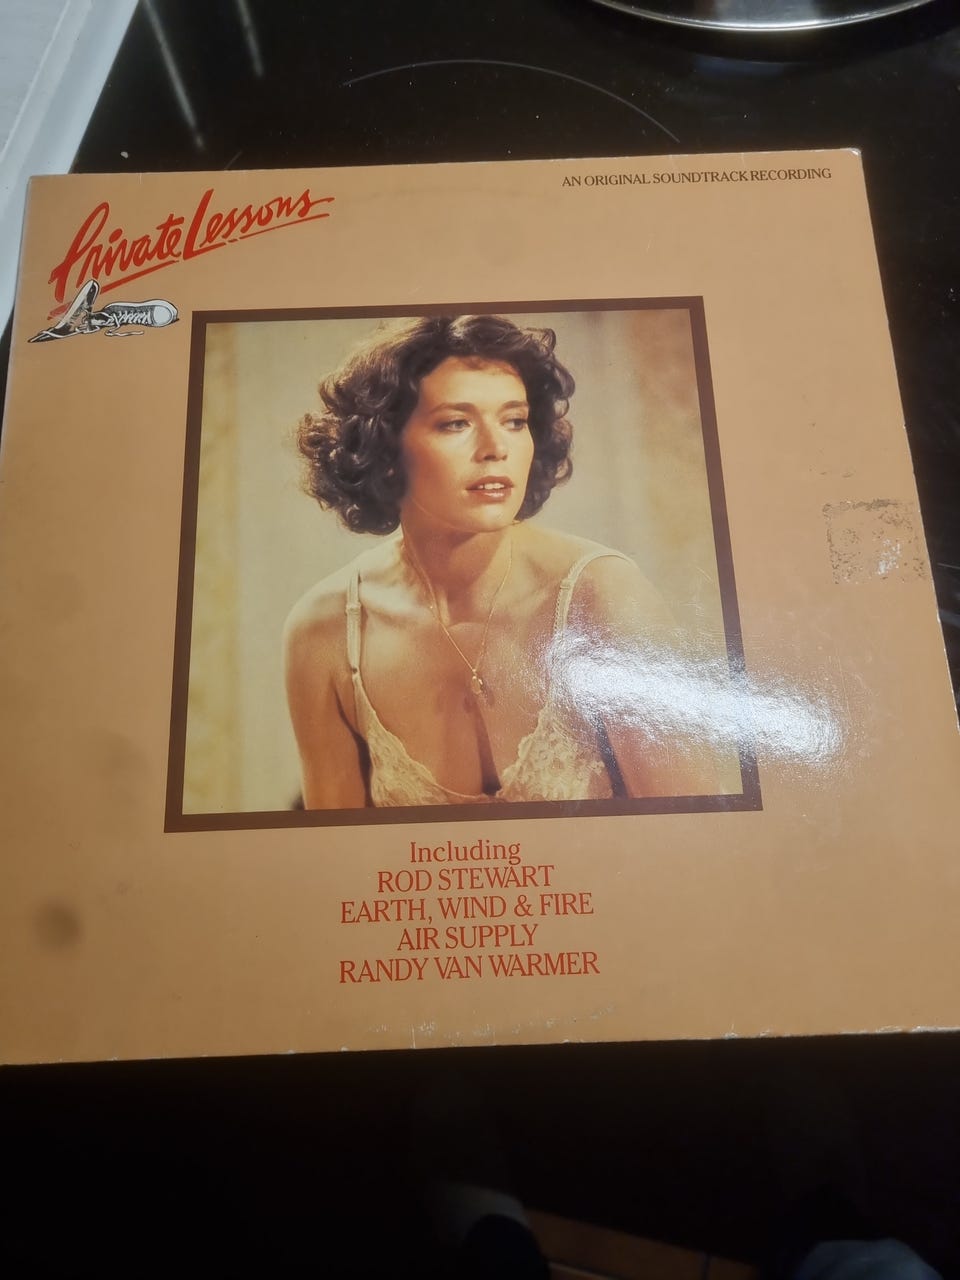 AN ORIGINAL SOUNDTRACK RECORDING
Private Lessons
Including
ROD STEWART
EARTH, WIND & FIRE
AIR SUPPLY
RANDY VAN WARMER